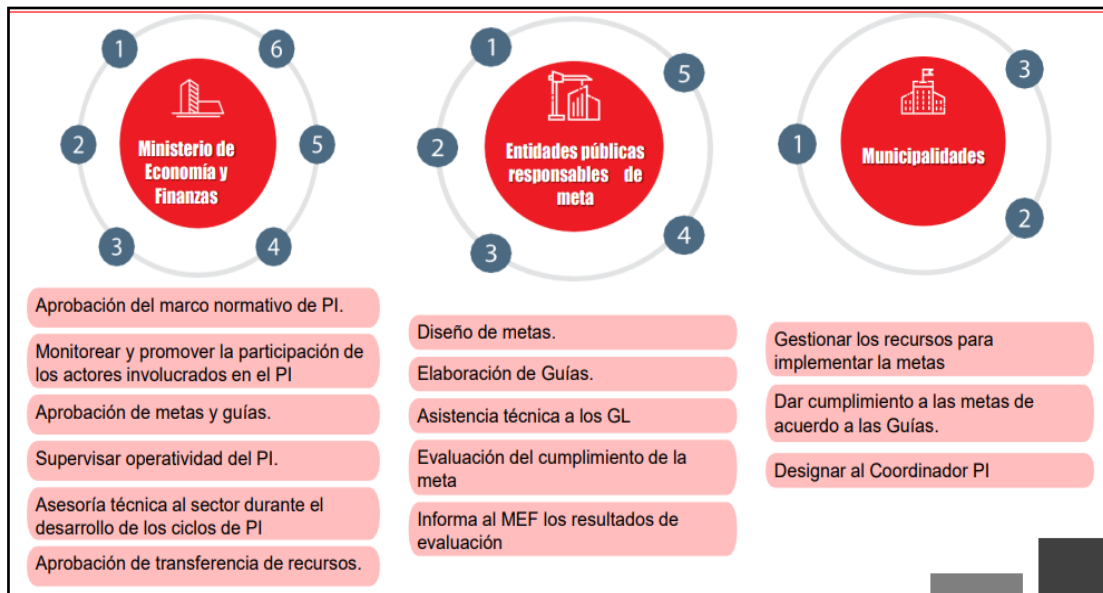 1
6
2
5
3
4
Ministerio de
Economía y
Finanzas
Aprobación del marco normativo de PI.
Monitorear y promover la participación de
los actores involucrados en el PI
Aprobación de metas y guías.
Supervisar operatividad del PI.
Asesoría técnica al sector durante el
desarrollo de los ciclos de PI
Aprobación de transferencia de recursos.
1
5
2
3
4
Entidades públicas
responsables de
meta
Diseño de metas.
Elaboración de Guías.
Asistencia técnica a los GL
Evaluación del cumplimiento de la
meta
Informa al MEF los resultados de
evaluación
3
1
2
Municipalidades
Gestionar los recursos para
implementar la metas
Dar cumplimiento a las metas de
acuerdo a las Guías.
Designar al Coordinador PI